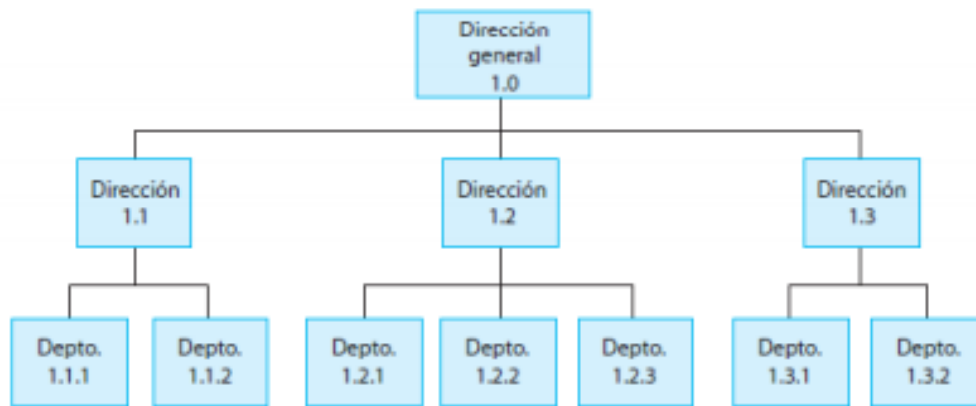 Dirección
general
1.0
Dirección
1.1
Dirección
1.2
Dirección
1.3
Depto.
1.1.1
Depto.
1.1.2
Depto.
1.2.1
Depto.
1.2.2
Depto.
1.2.3
Depto.
1.3.1
Depto.
1.3.2